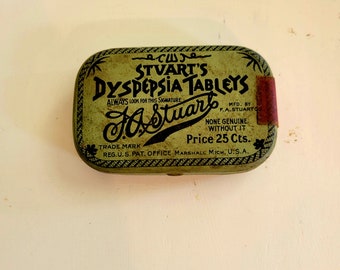 STUART'S
DYSPEPSIA TABLETS
ALWAYS LOOK FOR THIS SIGNATURE
MFD. BY
F. A. STUART CO.
F. A. Stuart
NONE GENUINE
WITHOUT IT
Price 25 Cts.
TRADE MARK
REG. U.S. PAT. OFFICE MARSHALL MICH, U.S.A.